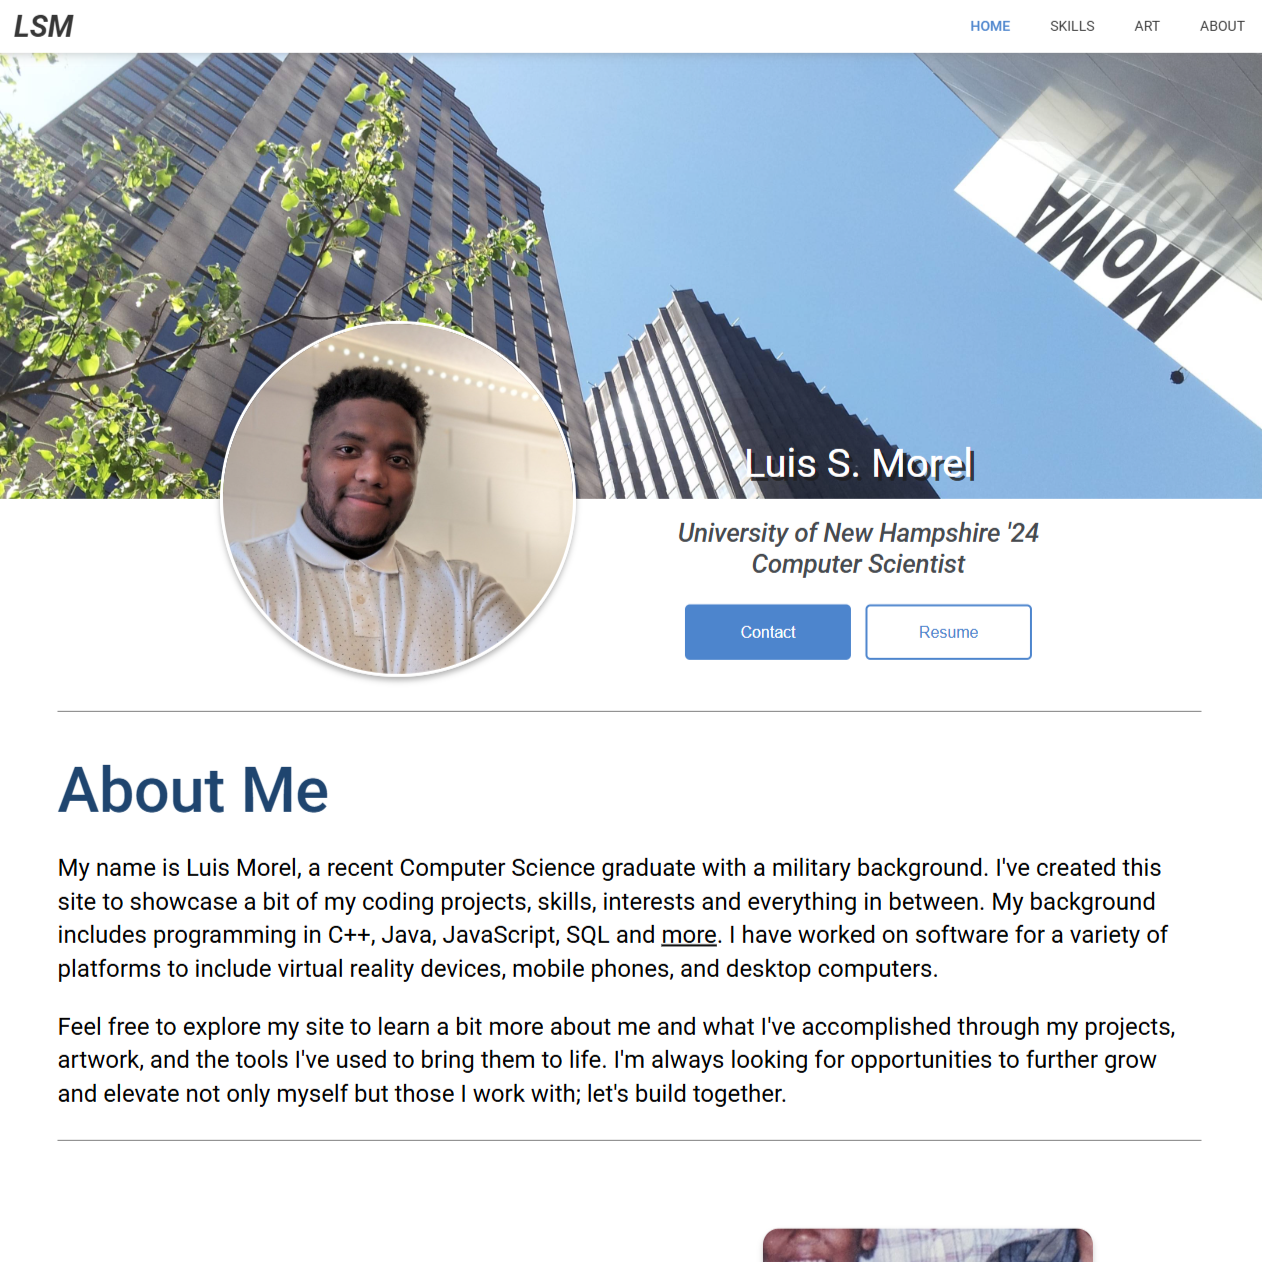 LSM
HOME SKILLS ART ABOUT
MOMA
MOMA
Luis S. Morel
University of New Hampshire '24
Computer Scientist
Contact Resume
About Me
My name is Luis Morel, a recent Computer Science graduate with a military background. I've created this
site to showcase a bit of my coding projects, skills, interests and everything in between. My background
includes programming in C++, Java, JavaScript, SQL and more. I have worked on software for a variety of
platforms to include virtual reality devices, mobile phones, and desktop computers.
Feel free to explore my site to learn a bit more about me and what I've accomplished through my projects,
artwork, and the tools I've used to bring them to life. I'm always looking for opportunities to further grow
and elevate not only myself but those I work with; let's build together.